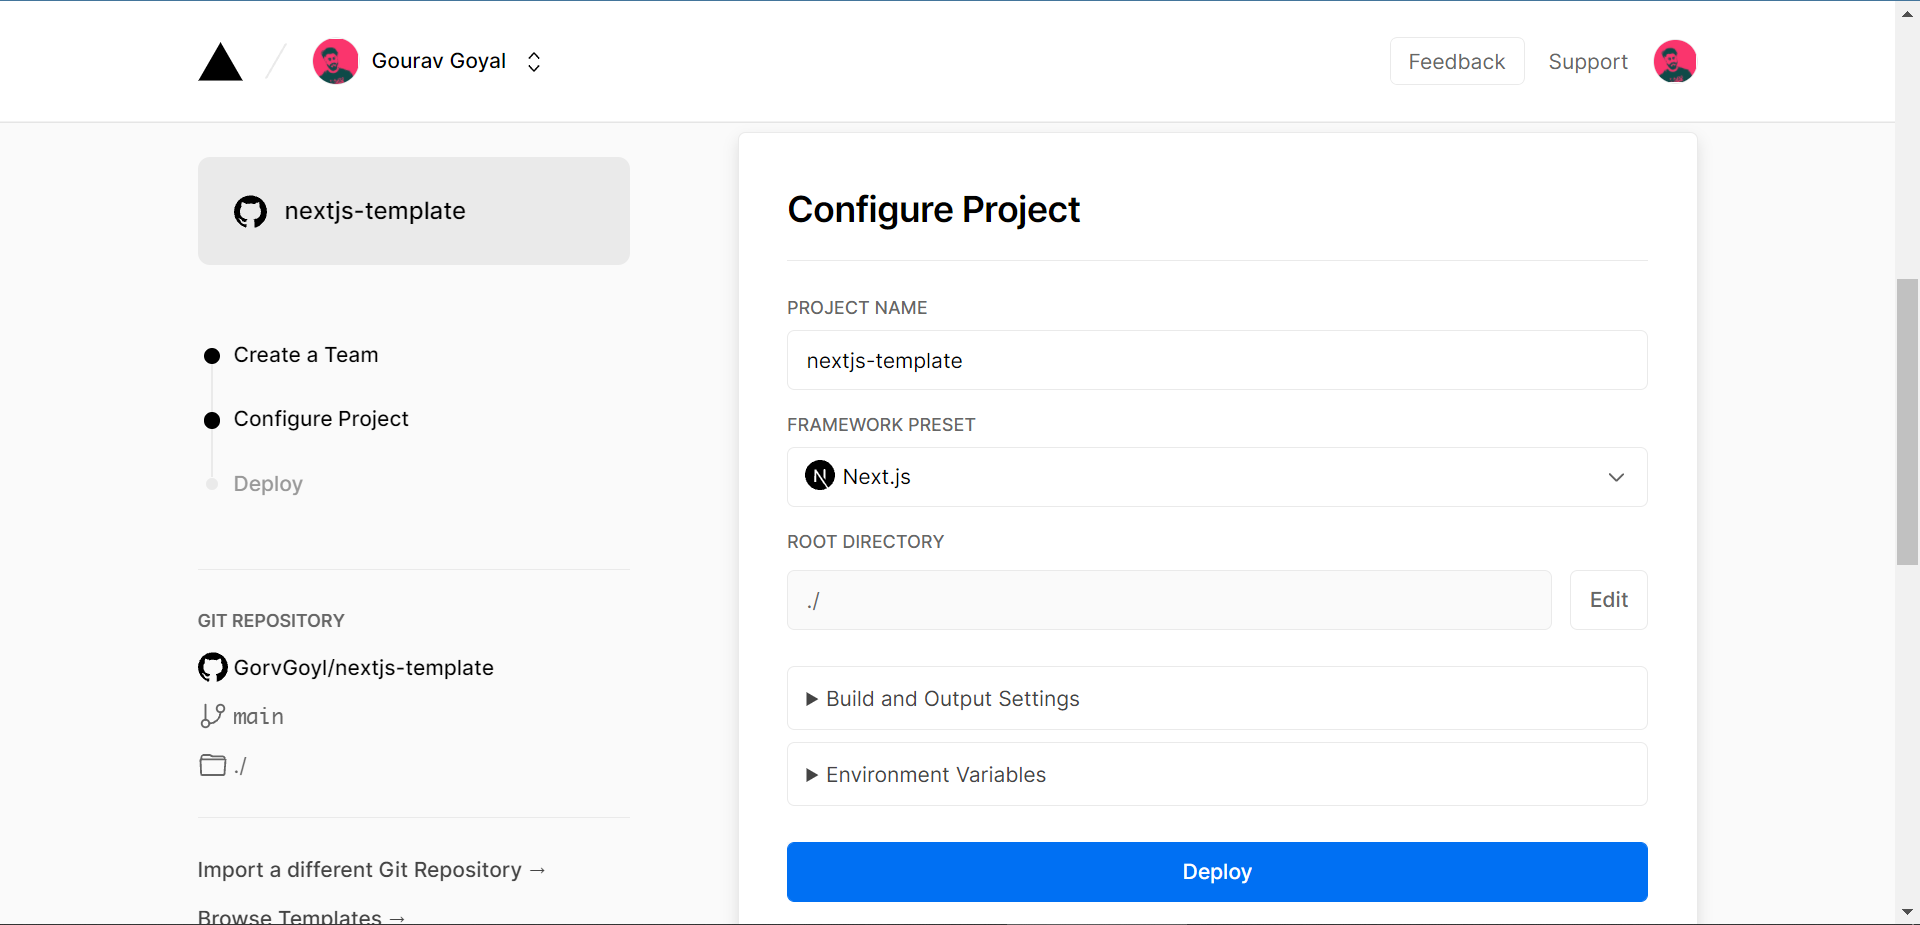 Gourav Goyal
Feedback
Support
nextjs-template
Create a Team
Configure Project
Deploy
GIT REPOSITORY
GorvGoyl/nextjs-template
main
./
Import a different Git Repository →
Browse Templates →
Configure Project
PROJECT NAME
nextjs-template
FRAMEWORK PRESET
N Next.js
ROOT DIRECTORY
./
Edit
Build and Output Settings
Environment Variables
Deploy